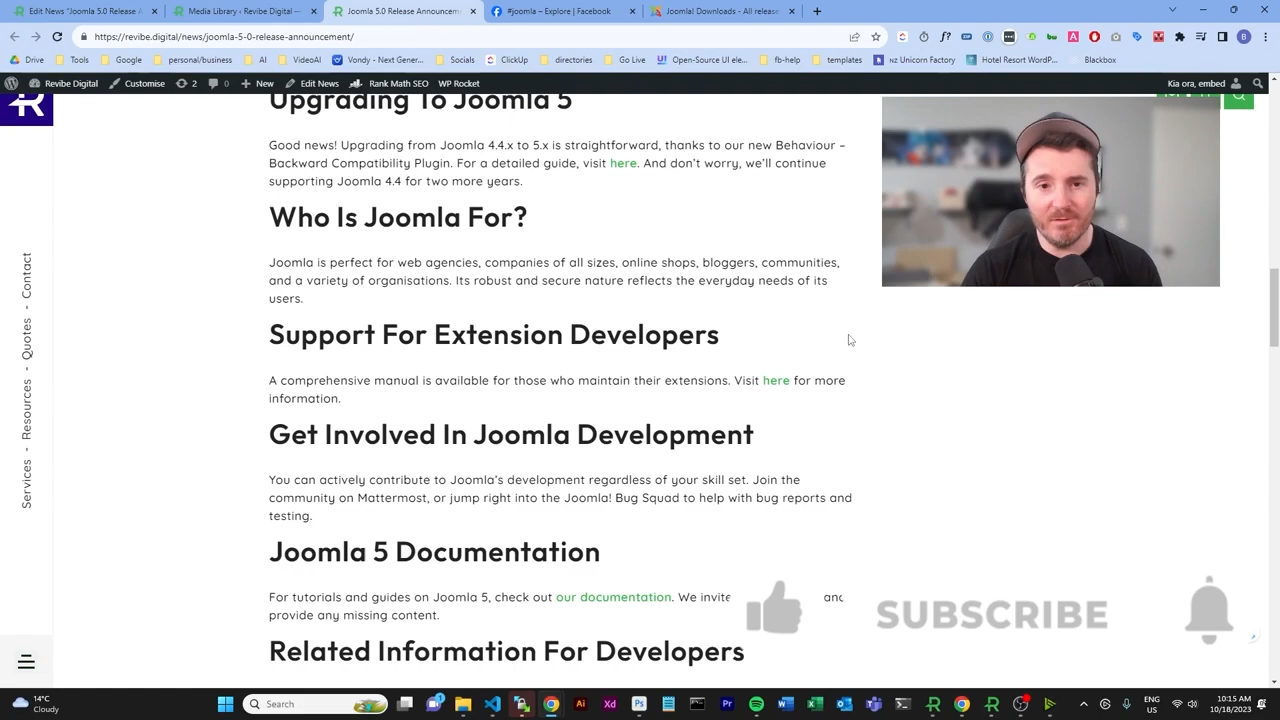 Edit News "Joomla 5.0 Release A
Media Library ‹ Revibe Digital —
Joomla 5.0 Release Announceme
#joomla – Explore | Facebook
Joomla! Downloads - All release
https://revibe.digital/news/joomla-5-0-release-announcement/
Drive
Tools
Google
personal/business
AI
VideoAI
Vondy - Next Gener...
Socials
ClickUp
directories
Go Live
Open-Source UI ele...
fb-help
templates
NZ Unicorn Factory
Hotel Resort WordP...
Blackbox
Revibe Digital
Customise
2
0
New
Edit News
Rank Math SEO
WP Rocket
Kia ora, embed
Upgrading To Joomla 5
Good news! Upgrading from Joomla 4.4.x to 5.x is straightforward, thanks to our new Behaviour –
Backward Compatibility Plugin. For a detailed guide, visit here. And don't worry, we'll continue
supporting Joomla 4.4 for two more years.
Who Is Joomla For?
Joomla is perfect for web agencies, companies of all sizes, online shops, bloggers, communities,
and a variety of organisations. Its robust and secure nature reflects the everyday needs of its
users.
Support For Extension Developers
A comprehensive manual is available for those who maintain their extensions. Visit here for more
information.
Get Involved In Joomla Development
You can actively contribute to Joomla's development regardless of your skill set. Join the
community on Mattermost, or jump right into the Joomla! Bug Squad to help with bug reports and
testing.
Joomla 5 Documentation
For tutorials and guides on Joomla 5, check out our documentation. We invite and
provide any missing content.
SUBSCRIBE
Related Information For Developers
Services - Resources - Quotes - Contact
14°C
Cloudy
Search
ENG
US
10:15 AM
10/18/2023